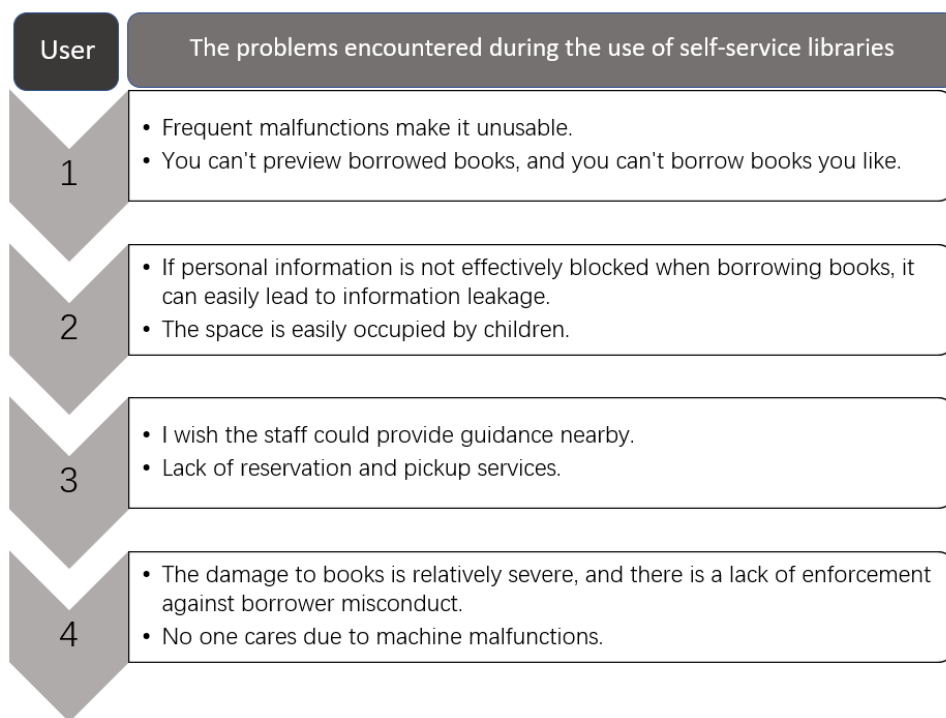 User
The problems encountered during the use of self-service libraries
1
• Frequent malfunctions make it unusable.
• You can't preview borrowed books, and you can't borrow books you like.
2
• If personal information is not effectively blocked when borrowing books, it
can easily lead to information leakage.
• The space is easily occupied by children.
3
• I wish the staff could provide guidance nearby.
• Lack of reservation and pickup services.
4
• The damage to books is relatively severe, and there is a lack of enforcement
against borrower misconduct.
• No one cares due to machine malfunctions.